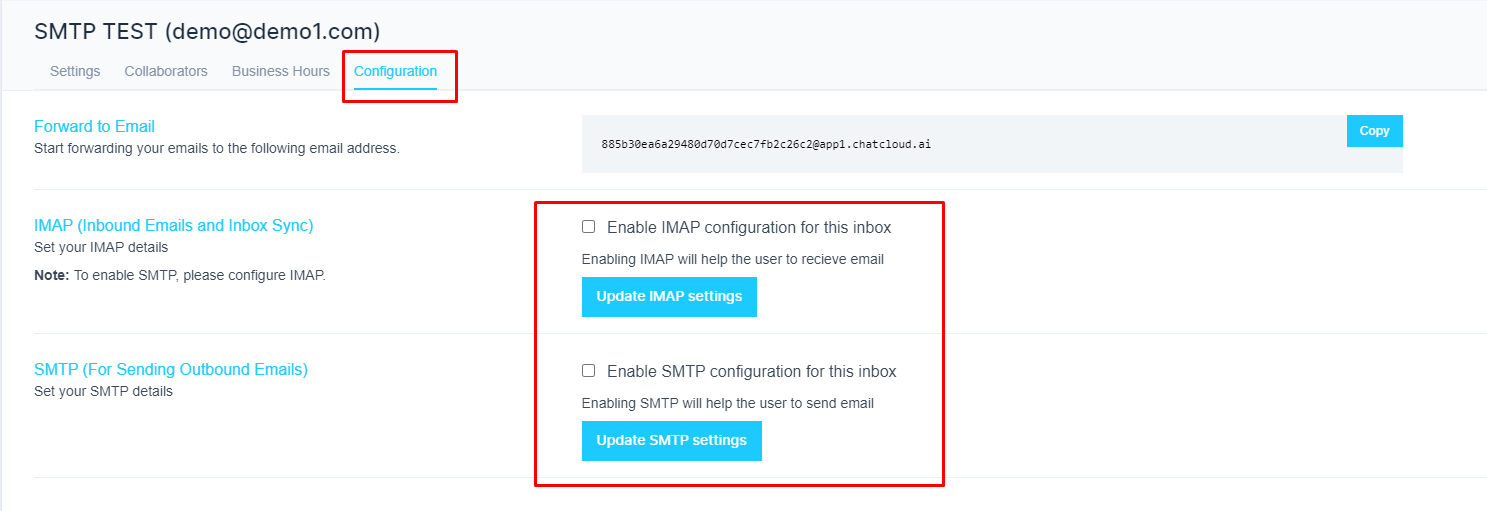 SMTP TEST (demo@demo1.com)
Settings Collaborators Business Hours Configuration
Forward to Email
Start forwarding your emails to the following email address.
885b30ea6a29480d70d7cec7fb2c26c2@app1.chatcloud.ai
Copy
IMAP (Inbound Emails and Inbox Sync)
Set your IMAP details
Note: To enable SMTP, please configure IMAP.
Enable IMAP configuration for this inbox
Enabling IMAP will help the user to recieve email
Update IMAP settings
SMTP (For Sending Outbound Emails)
Set your SMTP details
Enable SMTP configuration for this inbox
Enabling SMTP will help the user to send email
Update SMTP settings